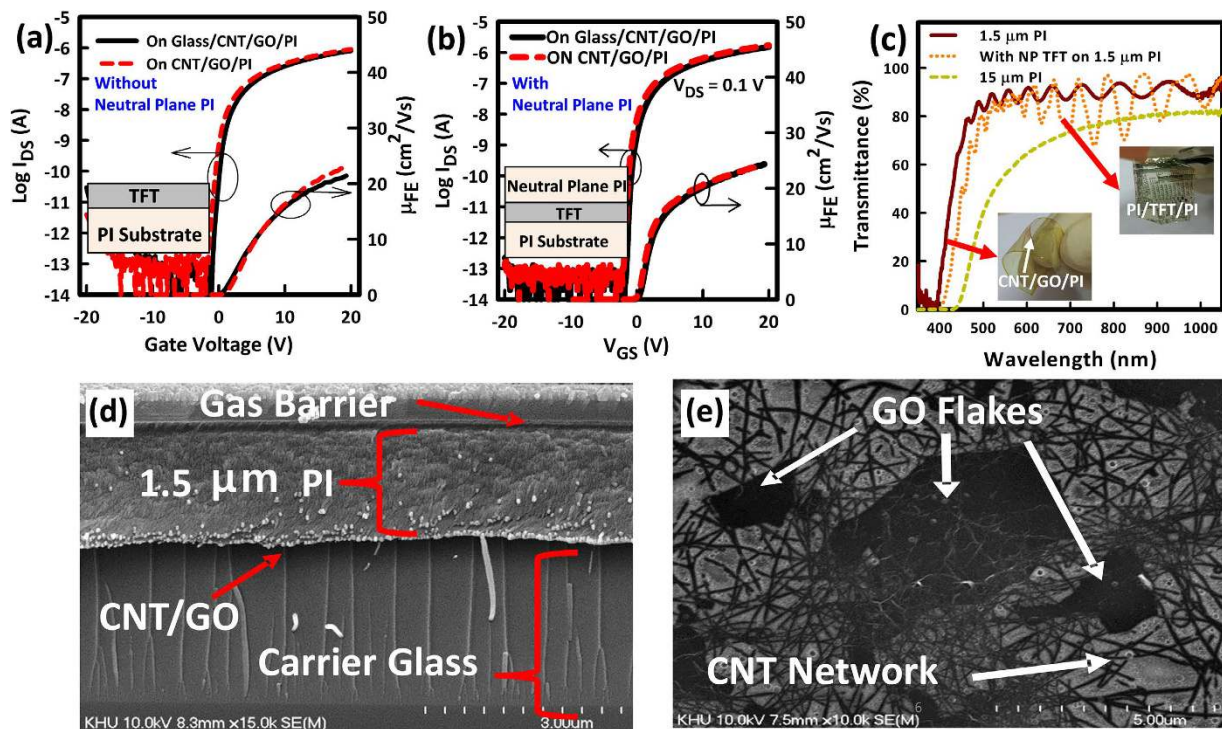 (a)
On Glass/CNT/GO/PI
On CNT/GO/PI
Without
Neutral Plane PI
TFT
PI Substrate
Log I_DS (A)
-5
-6
-7
-8
-9
-10
-11
-12
-13
-14
-20
-10
0
10
20
Gate Voltage (V)
50
40
30
20
10
0
μ_FE (cm²/Vs)
(b)
On Glass/CNT/GO/PI
ON CNT/GO/PI
With
Neutral Plane PI
V_DS = 0.1 V
Neutral Plane PI
TFT
PI Substrate
Log I_DS (A)
-5
-6
-7
-8
-9
-10
-11
-12
-13
-14
-20
-10
0
10
20
V_GS (V)
50
40
30
20
10
0
μ_FE (cm²/Vs)
(c)
1.5 μm PI
With NP TFT on 1.5 μm PI
15 μm PI
Transmittance (%)
120
100
80
60
40
20
0
PI/TFT/PI
CNT/GO/PI
400 500 600 700 800 900 1000
Wavelength (nm)
(d)
Gas Barrier
1.5 μm PI
CNT/GO
Carrier Glass
KHU 10.0kV 8.3mm x15.0k SE(M)
3.00um
(e)
GO Flakes
CNT Network
KHU 10.0kV 7.5mm x10.0k SE(M)
5.00um